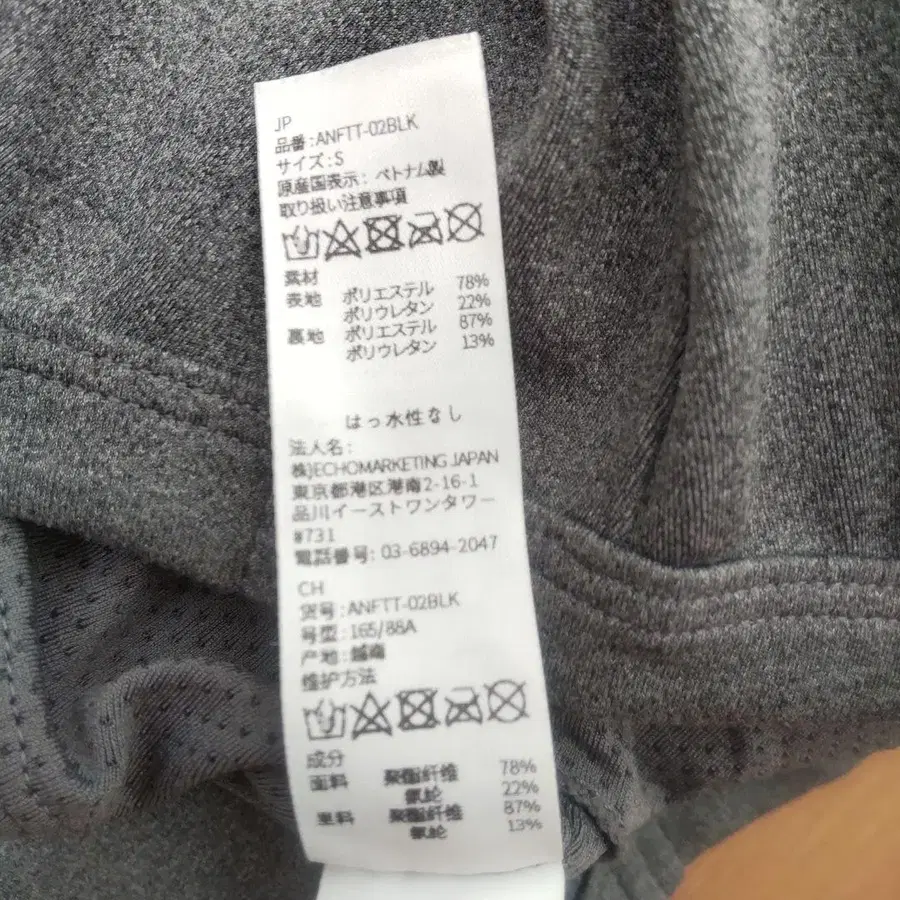 JP
品番:ANFTT-02BLK
サイズ:S
原産国表示: ベトナム製
取り扱い注意事項
素材
表地 ポリエステル 78%
ポリウレタン 22%
裏地 ポリエステル 87%
ポリウレタン 13%
はっ水性なし
法人名:
株)ECHOMARKETING JAPAN
東京都港区港南2-16-1
品川イーストワンタワー
#731
電話番号: 03-6894-2047
CH
货号:ANFTT-02BLK
号型:165/88A
产地:越南
维护方法
成分
面料 聚酯纤维 78%
氨纶 22%
里料 聚酯纤维 87%
氨纶 13%